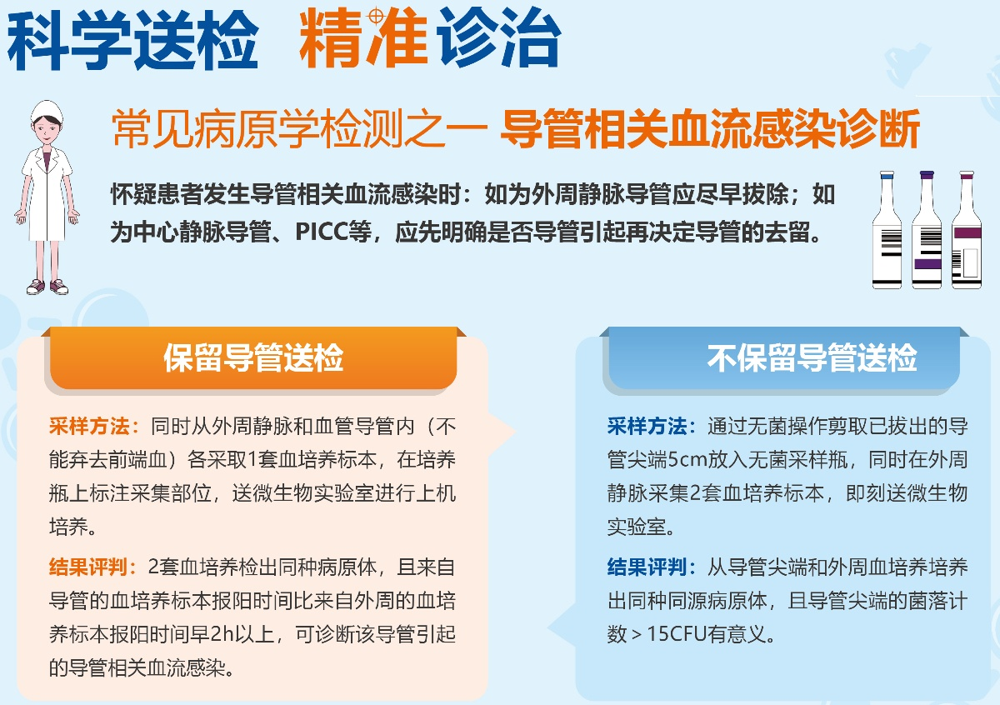 科学送检 精准诊治
常见病原学检测之一 导管相关血流感染诊断
怀疑患者发生导管相关血流感染时：如为外周静脉导管应尽早拔除；如
为中心静脉导管、PICC等，应先明确是否导管引起再决定导管的去留。
保留导管送检
采样方法：同时从外周静脉和血管导管内（不
能弃去前端血）各采取1套血培养标本，在培养
瓶上标注采集部位，送微生物实验室进行上机
培养。
结果评判：2套血培养检出同种病原体，且来自
导管的血培养标本报阳时间比来自外周的血培
养标本报阳时间早2h以上，可诊断该导管引起
的导管相关血流感染。
不保留导管送检
采样方法：通过无菌操作剪取已拔出的导
管尖端5cm放入无菌采样瓶，同时在外周
静脉采集2套血培养标本，即刻送微生物
实验室。
结果评判：从导管尖端和外周血培养培养
出同种同源病原体，且导管尖端的菌落计
数＞15CFU有意义。